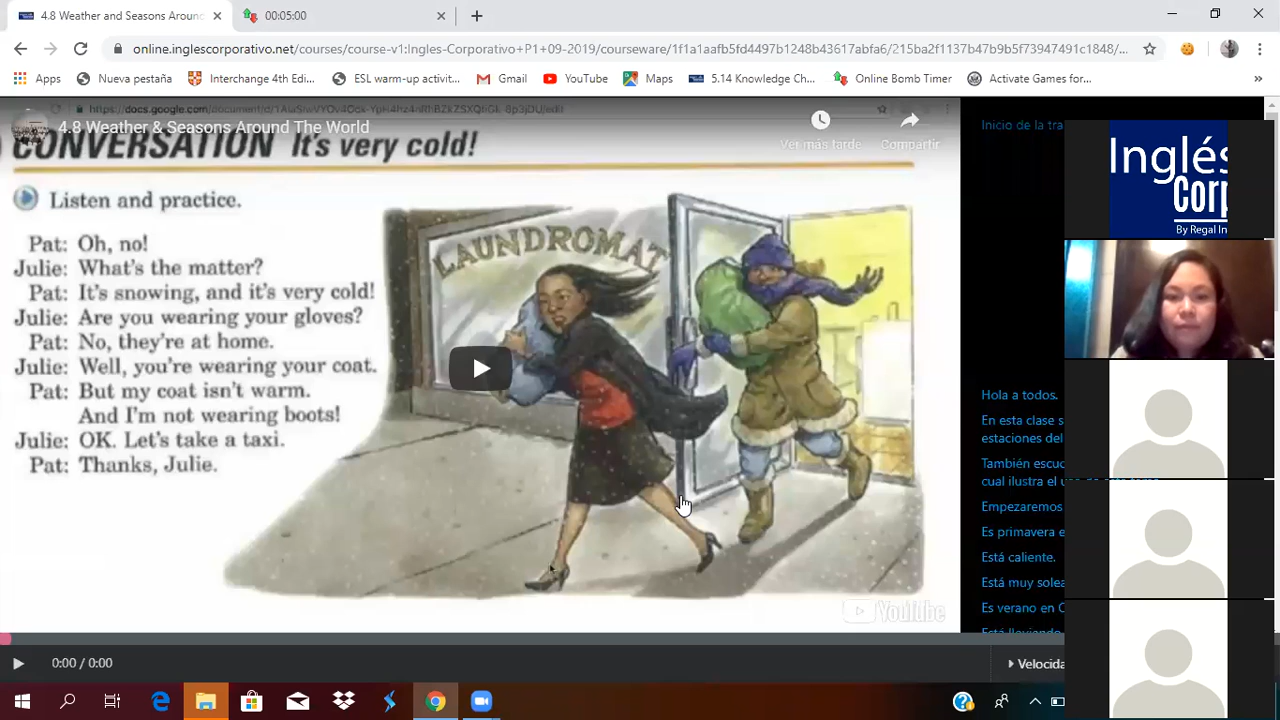 4.8 Weather and Seasons Aroun
00:05:00
online.inglescorporativo.net/courses/course-v1:Ingles-Corporativo+P1+09-2019/courseware/1f1a1aafb5fd4497b1248b43617abfa6/215ba2f1137b47b9b5f73947491c1848/...
Apps
Nueva pestaña
Interchange 4th Edi...
ESL warm-up activit...
Gmail
YouTube
Maps
5.14 Knowledge Ch...
Online Bomb Timer
Activate Games for...
4.8 Weather & Seasons Around The World
Ver más tarde
Compartir
CONVERSATION It's very cold!
Listen and practice.
Pat: Oh, no!
Julie: What's the matter?
Pat: It's snowing, and it's very cold!
Julie: Are you wearing your gloves?
Pat: No, they're at home.
Julie: Well, you're wearing your coat.
Pat: But my coat isn't warm.
And I'm not wearing boots!
Julie: OK. Let's take a taxi.
Pat: Thanks, Julie.
LAUNDROMAT
YouTube
0:00 / 0:00
Velocida
Inicio de la tra
Hola a todos.
En esta clase s
estaciones del
También escuc
cual ilustra el
Empezaremos
Es primavera e
Está caliente.
Está muy solea
Es verano en C
Está lloviendo
Inglés
Corp
By Regal In